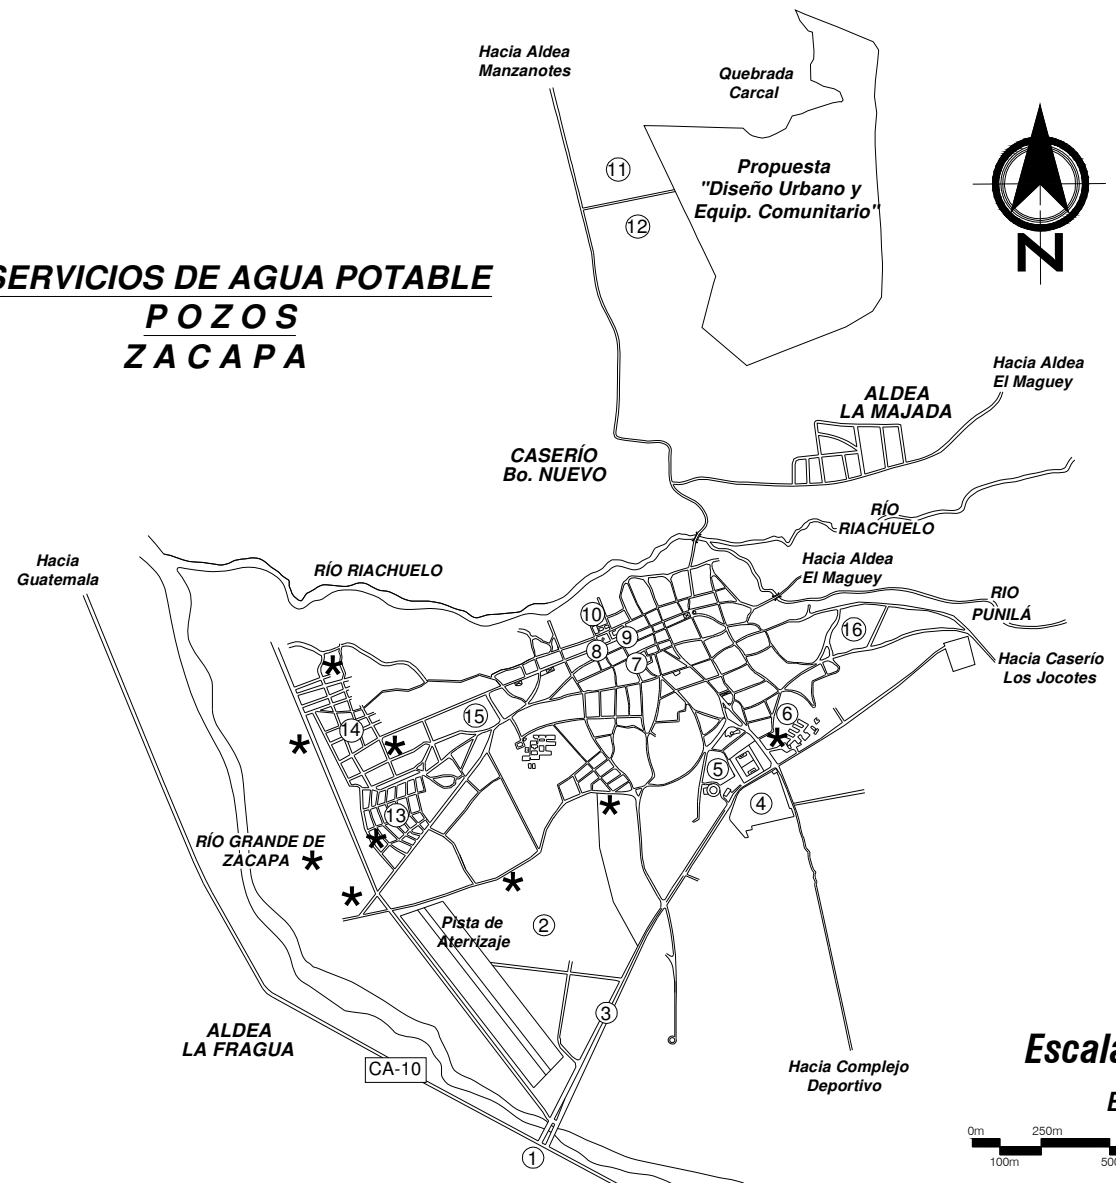 Hacia Aldea
Manzanotes
Quebrada
Carcal
11
Propuesta
"Diseño Urbano y
Equip. Comunitario"
12
N
SERVICIOS DE AGUA POTABLE
P O Z O S
Z A C A P A
Hacia Aldea
El Maguey
ALDEA
LA MAJADA
CASERÍO
Bo. NUEVO
RÍO
RIACHUELO
Hacia
Guatemala
RÍO RIACHUELO
Hacia Aldea
El Maguey
RIO
PUNILÁ
10
9
8
7
16
Hacia Caserío
Los Jocotes
15
14
6
5
4
13
RÍO GRANDE DE
ZACAPA
Pista de
Aterrizaje
2
3
ALDEA
LA FRAGUA
CA-10
Hacia Complejo
Deportivo
1
Escala
0m
250m
100m